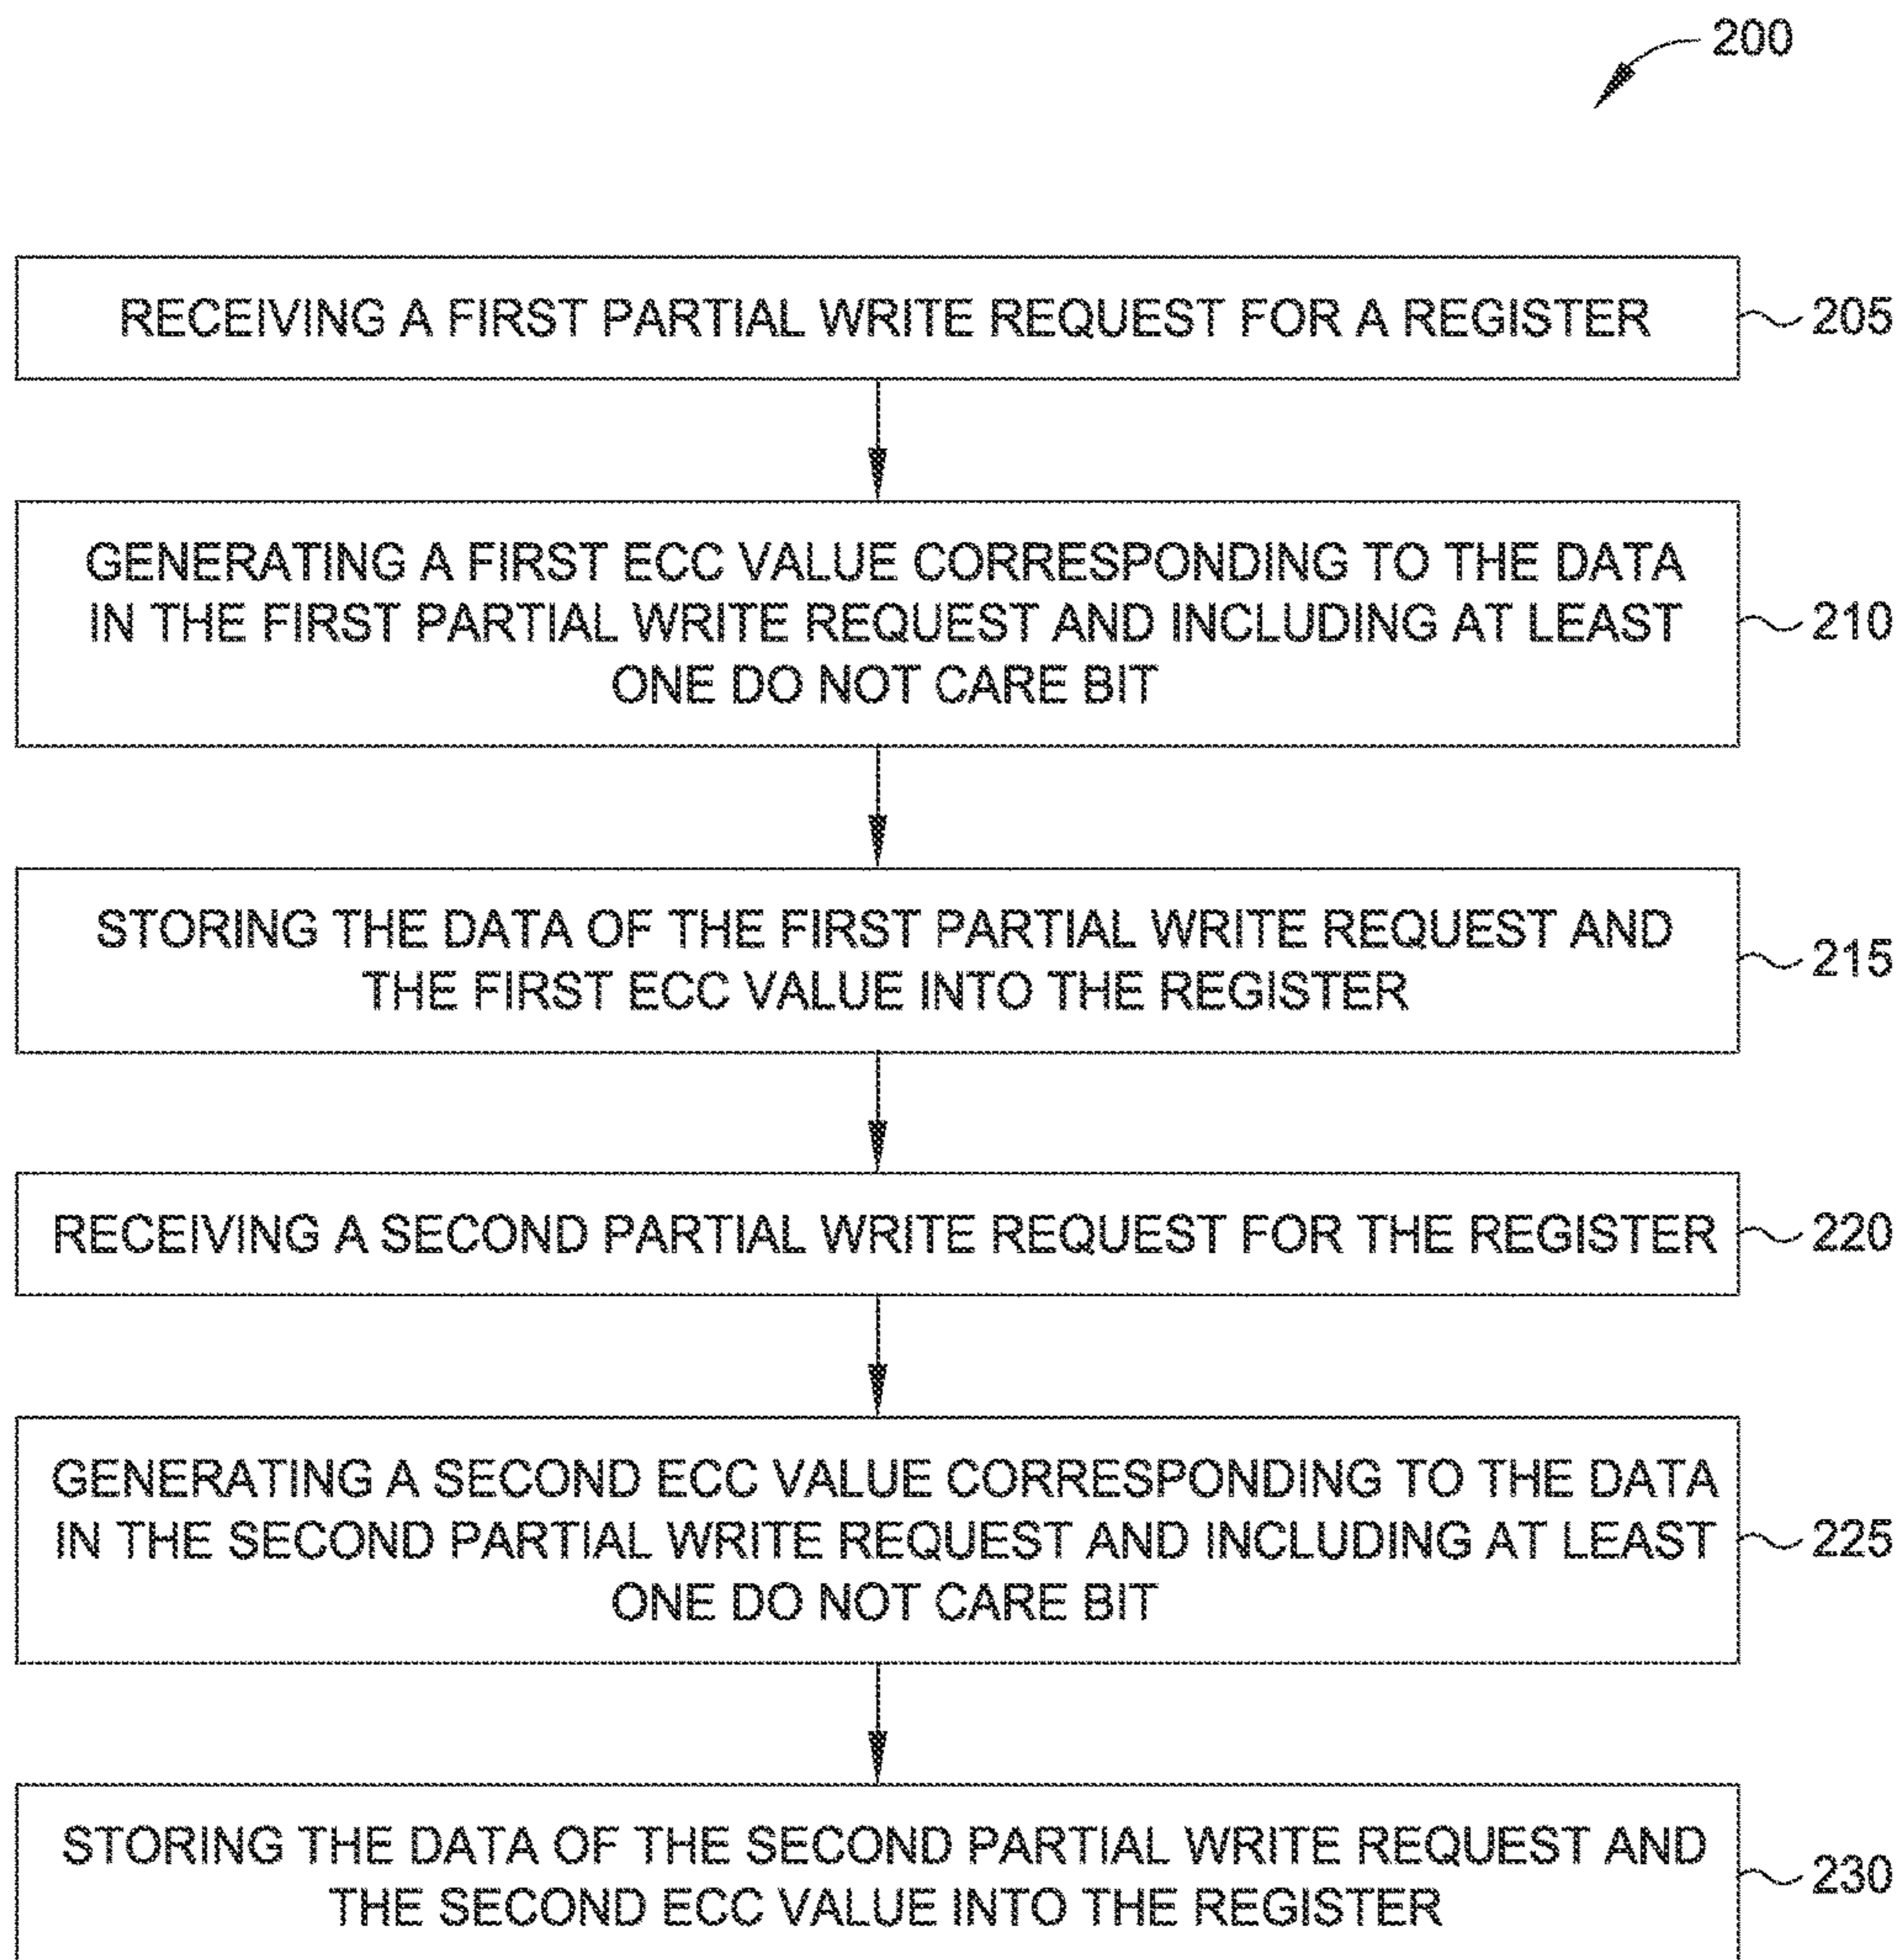 200
RECEIVING A FIRST PARTIAL WRITE REQUEST FOR A REGISTER
205
GENERATING A FIRST ECC VALUE CORRESPONDING TO THE DATA
IN THE FIRST PARTIAL WRITE REQUEST AND INCLUDING AT LEAST
ONE DO NOT CARE BIT
210
STORING THE DATA OF THE FIRST PARTIAL WRITE REQUEST AND
THE FIRST ECC VALUE INTO THE REGISTER
215
RECEIVING A SECOND PARTIAL WRITE REQUEST FOR THE REGISTER
220
GENERATING A SECOND ECC VALUE CORRESPONDING TO THE DATA
IN THE SECOND PARTIAL WRITE REQUEST AND INCLUDING AT LEAST
ONE DO NOT CARE BIT
225
STORING THE DATA OF THE SECOND PARTIAL WRITE REQUEST AND
THE SECOND ECC VALUE INTO THE REGISTER
230